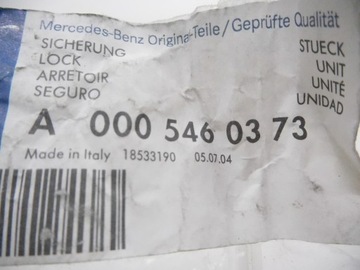 Mercedes-Benz Original-Teile/Geprüfte Qualität
SICHERUNG STUECK
LOCK UNIT
ARRETOIR UNITÉ
SEGURO UNIDAD
A 000 546 03 73
Made in Italy 18533190 05.07.04